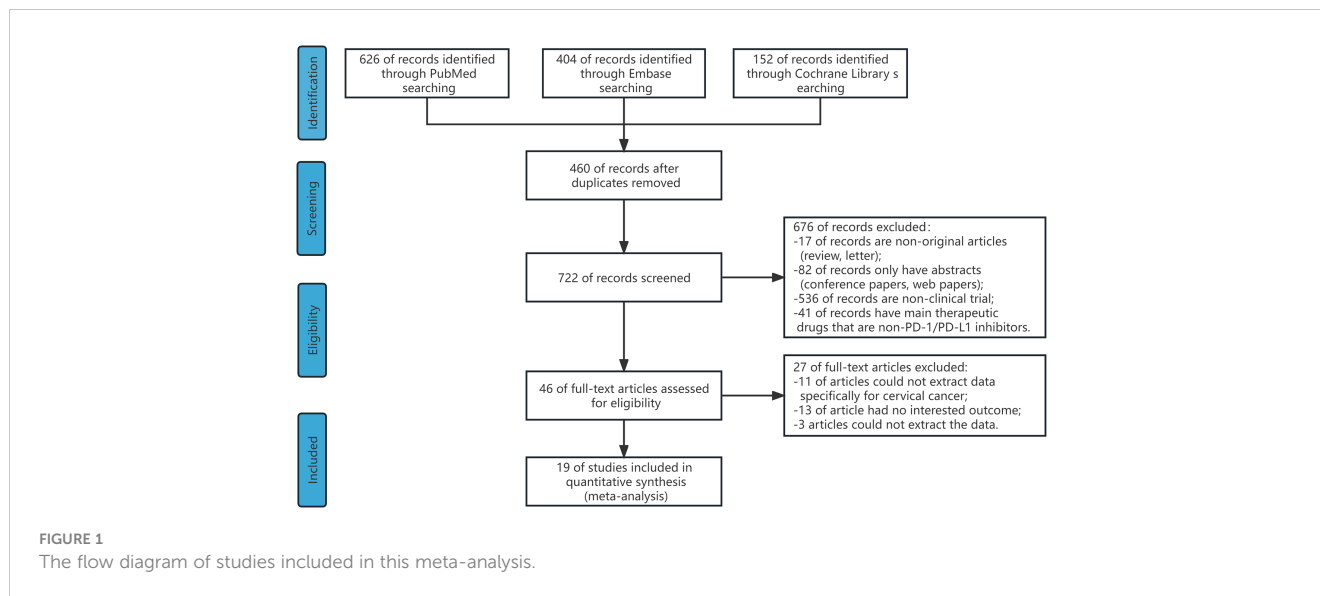 Identification
626 of records identified
through PubMed
searching
404 of records identified
through Embase
searching
152 of records identified
through Cochrane Library s
earching
460 of records after
duplicates removed
Screening
722 of records screened
676 of records excluded:
-17 of records are non-original articles
(review, letter);
-82 of records only have abstracts
(conference papers, web papers);
-536 of records are non-clinical trial;
-41 of records have main therapeutic
drugs that are non-PD-1/PD-L1 inhibitors.
Eligibility
46 of full-text articles assessed
for eligibility
27 of full-text articles excluded:
-11 of articles could not extract data
specifically for cervical cancer;
-13 of article had no interested outcome;
-3 articles could not extract the data.
Included
19 of studies included in
quantitative synthesis
(meta-analysis)
FIGURE 1
The flow diagram of studies included in this meta-analysis.